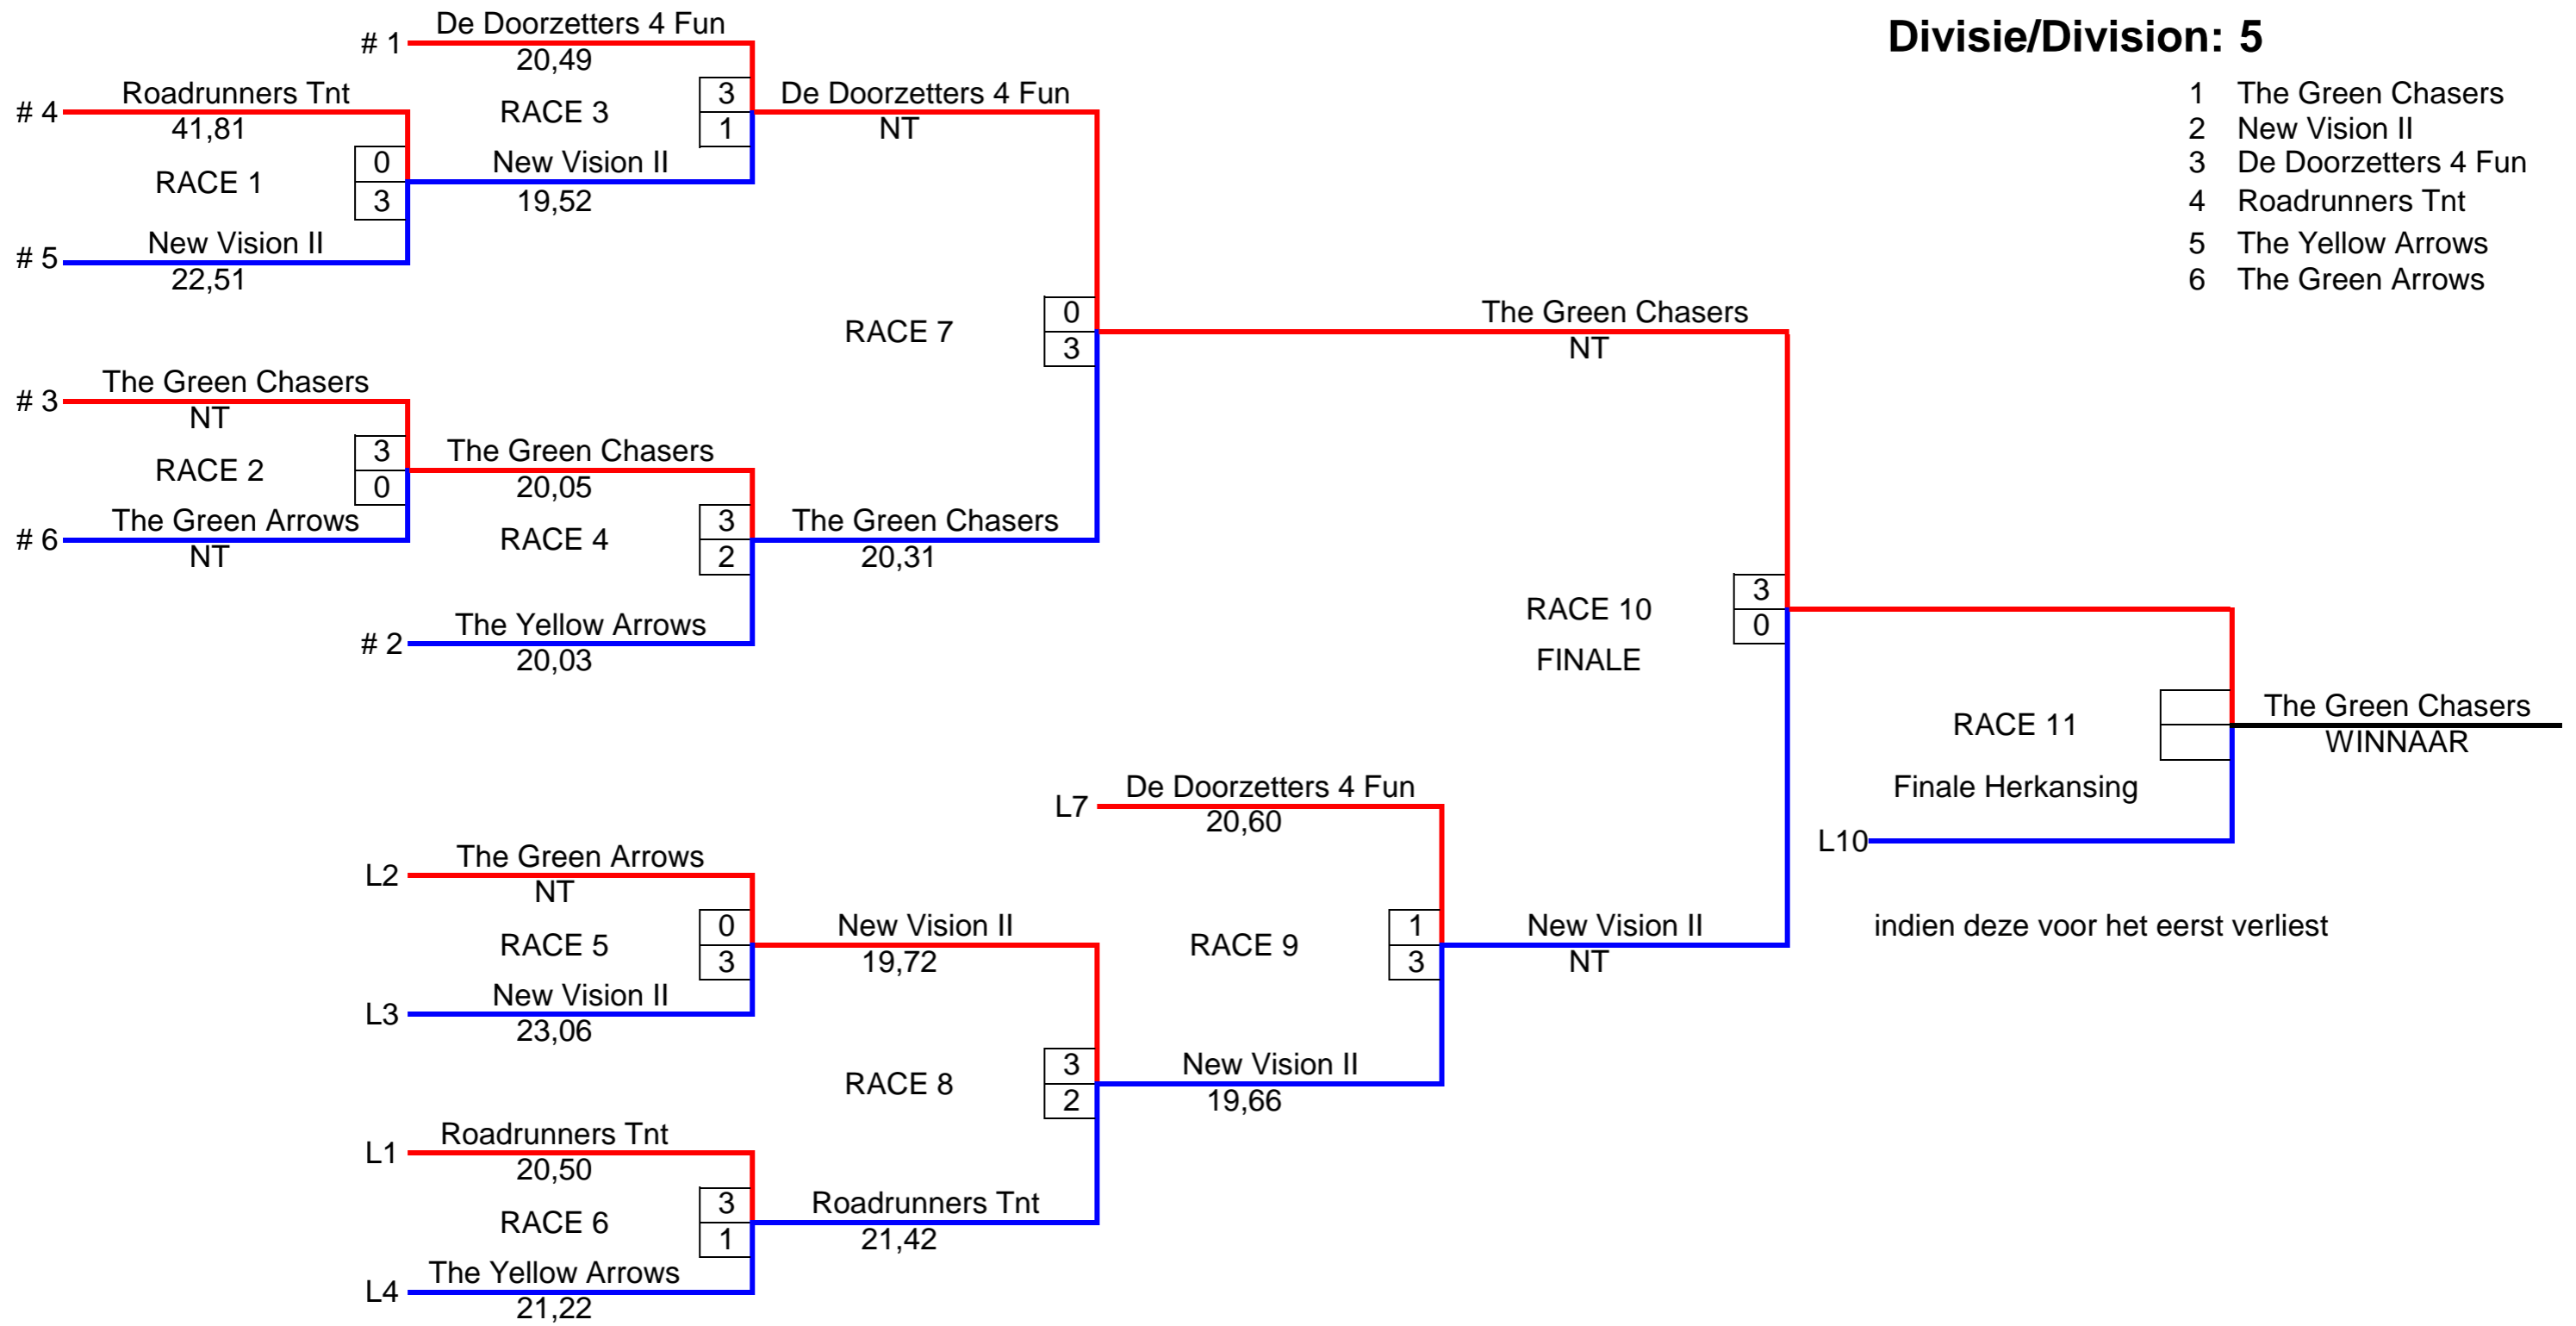 Divisie/Division: 5
1 The Green Chasers
2 New Vision II
3 De Doorzetters 4 Fun
4 Roadrunners Tnt
5 The Yellow Arrows
6 The Green Arrows
# 1 De Doorzetters 4 Fun
20,49
RACE 3
3
1
New Vision II
19,52
# 4 Roadrunners Tnt
41,81
RACE 1
0
3
# 5 New Vision II
22,51
De Doorzetters 4 Fun
NT
RACE 7
0
3
# 3 The Green Chasers
NT
RACE 2
3
0
# 6 The Green Arrows
NT
The Green Chasers
20,05
RACE 4
3
2
# 2 The Yellow Arrows
20,03
The Green Chasers
20,31
The Green Chasers
NT
RACE 10
FINALE
3
0
RACE 11
Finale Herkansing
The Green Chasers
WINNAAR
L10
indien deze voor het eerst verliest
L7 De Doorzetters 4 Fun
20,60
RACE 9
1
3
New Vision II
NT
L2 The Green Arrows
NT
RACE 5
0
3
L3 New Vision II
23,06
New Vision II
19,72
RACE 8
3
2
New Vision II
19,66
L1 Roadrunners Tnt
20,50
RACE 6
3
1
L4 The Yellow Arrows
21,22
Roadrunners Tnt
21,42